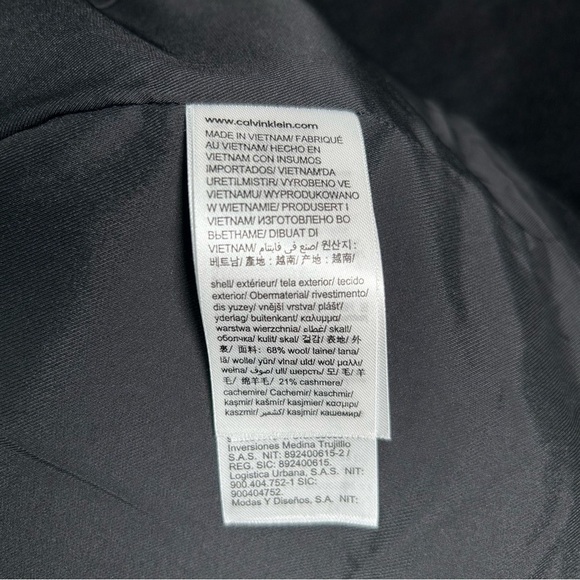 www.calvinklein.com
MADE IN VIETNAM/ FABRIQUÉ
AU VIETNAM/ HECHO EN
VIETNAM CON INSUMOS
IMPORTADOS/ VIETNAM'DA
URETILMISTIR/ VYROBENO VE
VIETNAMU/ WYPRODUKOWANY
W WIETNAMIE/ PRODUSERT I
VIETNAM/ ИЗГОТОВЛЕНО ВО
ВЬЕТНАМЕ/ DIBUAT DI
VIETNAM/ صنع في فايتنام/ 원산지 :
베트남/ 產地 : 越南/ 产地 : 越南/
shell/ extérieur/ tela exterior/ tecido
exterior/ Obermaterial/ rivestimento/
dis yuzey/ vnější vrstva/ plášť/
yderlag/ buitenkant/ καλυμμα/
warstwa wierzchnia/ غطاء/ skall/
оболочка/ kulit/ skal/ 겉감/ 表地/ 外
裏/ 面料: 68% wool/ laine/ lana/
lã/ wolle/ yün/ vlna/ uld/ wol/ μαλλι/
wełna/ صوف/ ull/ шерсть/ 모/ 毛/ 羊
毛/ 绵羊毛/ 21% cashmere/
cachemire/ Cachemir/ kaschmir/
kaşmir/ kašmír/ kasjmier/ κασμιρι/
kaszmir/ كشمير/ kasjmir/ кашемир/
Inversiones Medina Trujillo
S.A.S. NIT: 892400615-2 /
REG. SIC: 892400615.
Logistica Urbana, S.A.S. NIT:
900.404.752-1 SIC:
900404752.
Modas Y Diseños, S.A. NIT: